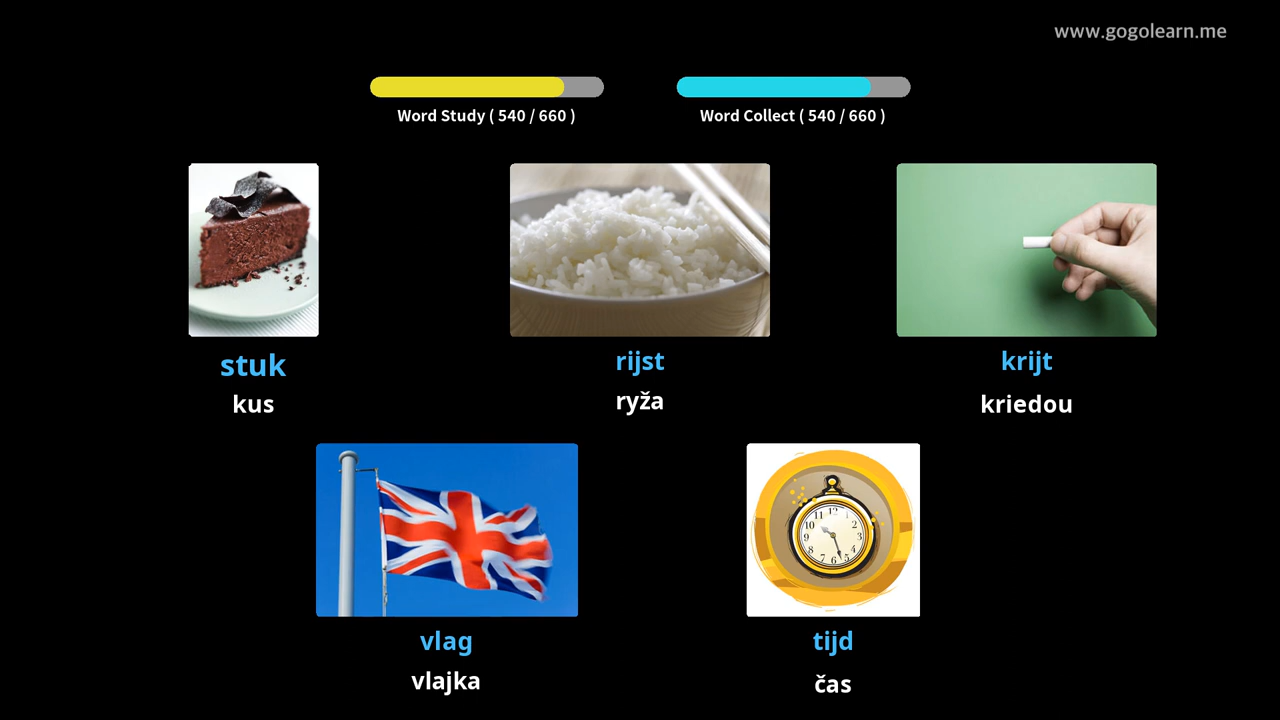 www.gogolearn.me
Word Study ( 540 / 660 )
Word Collect ( 540 / 660 )
stuk
kus
rijst
ryža
krijt
kriedou
vlag
vlajka
tijd
čas